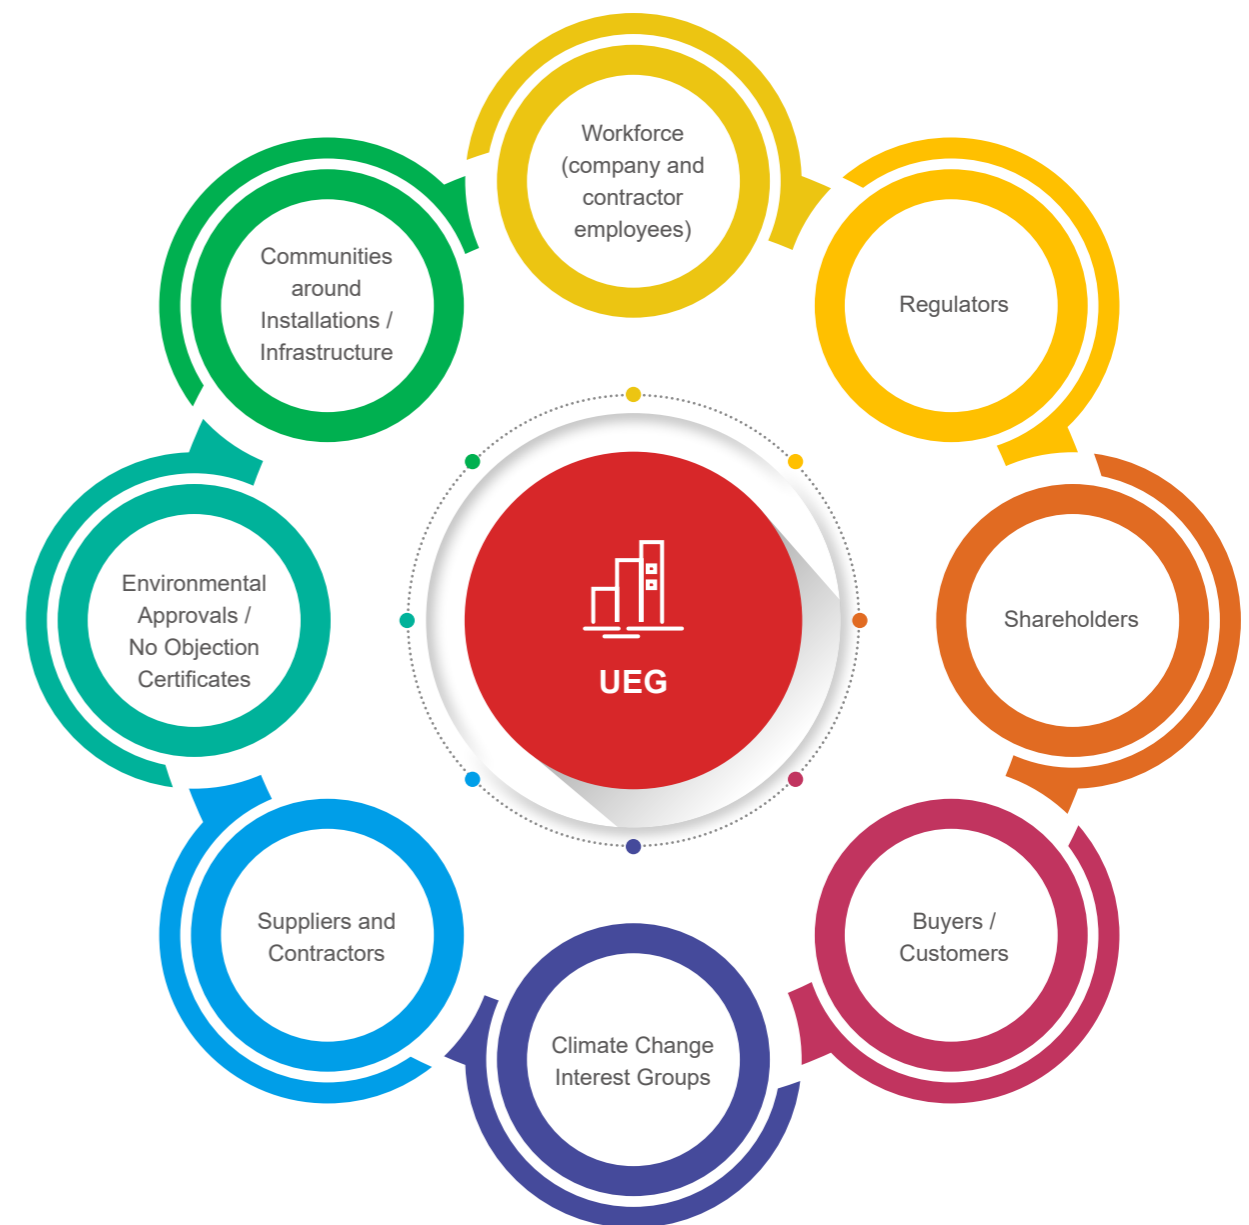 Workforce
(company and
contractor
employees)
Regulators
Shareholders
Buyers /
Customers
Climate Change
Interest Groups
Suppliers and
Contractors
Environmental
Approvals /
No Objection
Certificates
Communities
around
Installations /
Infrastructure
UEG